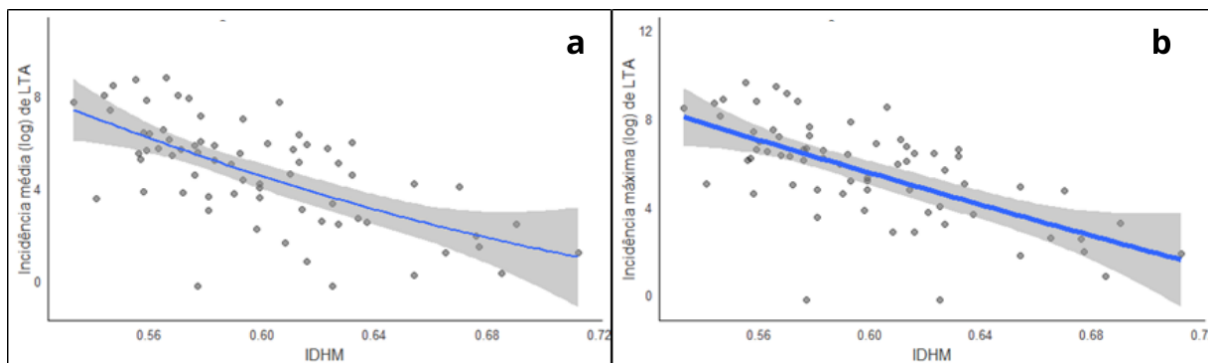 a
Incidência média (log) de LTA
8
4
0
0.56
0.60
0.64
0.68
0.72
IDHM
b
Incidência máxima (log) de LTA
12
8
4
0
0.56
0.60
0.64
0.68
0.7
IDHM